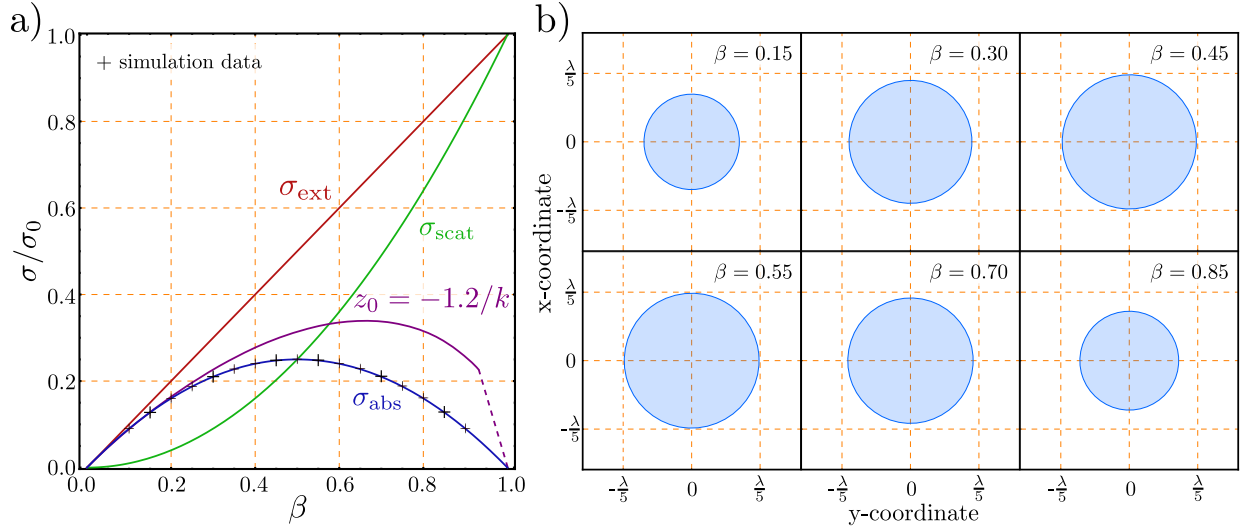 a)
1.0
0.8
0.6
0.4
0.2
0.0
σ/σ₀
+ simulation data
σ_ext
σ_scat
z₀ = −1.2/k
σ_abs
0.0 0.2 0.4 0.6 0.8 1.0
β
b)
β = 0.15
β = 0.30
β = 0.45
λ/5
0
-λ/5
β = 0.55
β = 0.70
β = 0.85
λ/5
0
-λ/5
x-coordinate
-λ/5 0 λ/5
-λ/5 0 λ/5
-λ/5 0 λ/5
y-coordinate